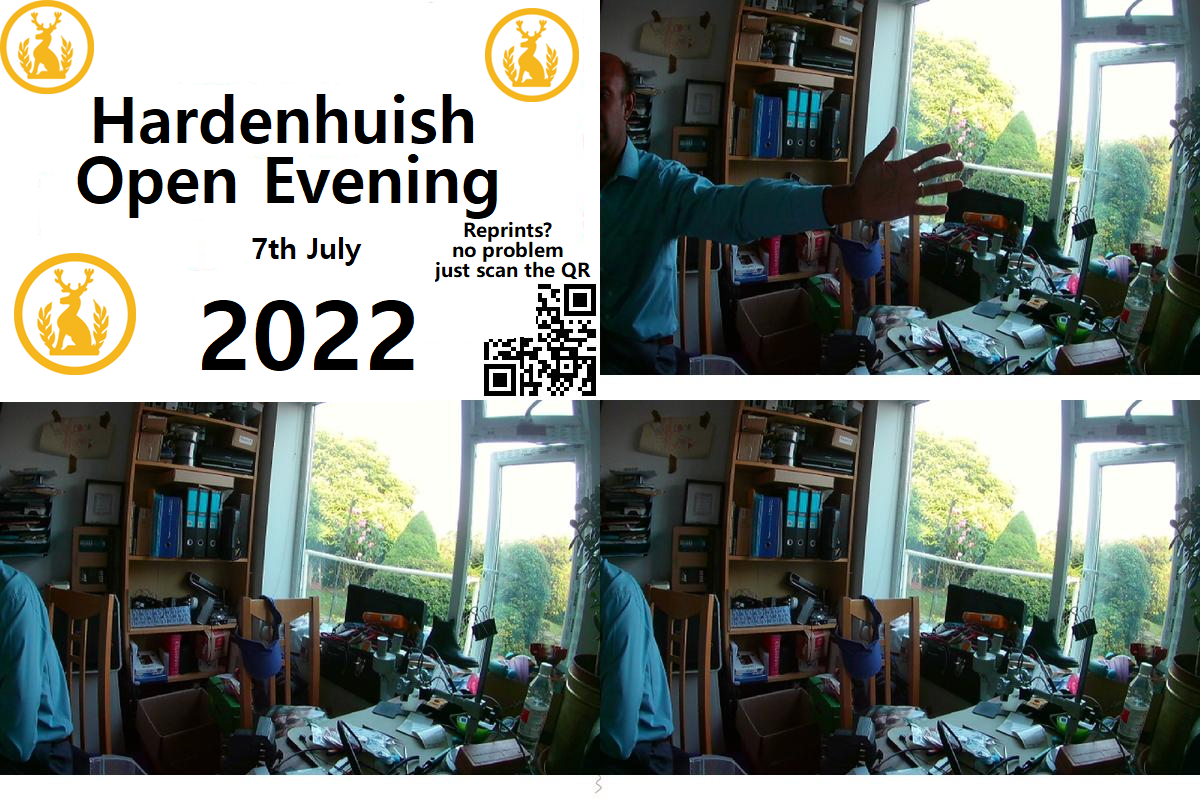 Hardenhuish
Open Evening
7th July
2022
Reprints?
no problem
just scan the QR